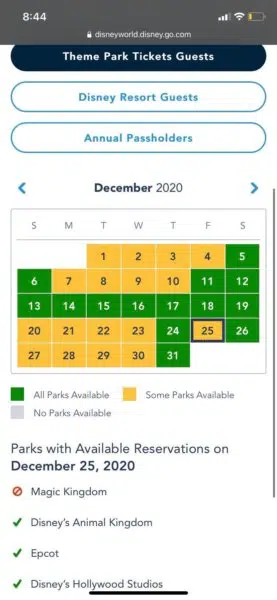 8:44
disneyworld.disney.go.com
Theme Park Tickets Guests
Disney Resort Guests
Annual Passholders
December 2020
S M T W T F S
1 2 3 4 5
6 7 8 9 10 11 12
13 14 15 16 17 18 19
20 21 22 23 24 25 26
27 28 29 30 31
All Parks Available Some Parks Available
No Parks Available
Parks with Available Reservations on
December 25, 2020
Magic Kingdom
Disney's Animal Kingdom
Epcot
Disney's Hollywood Studios